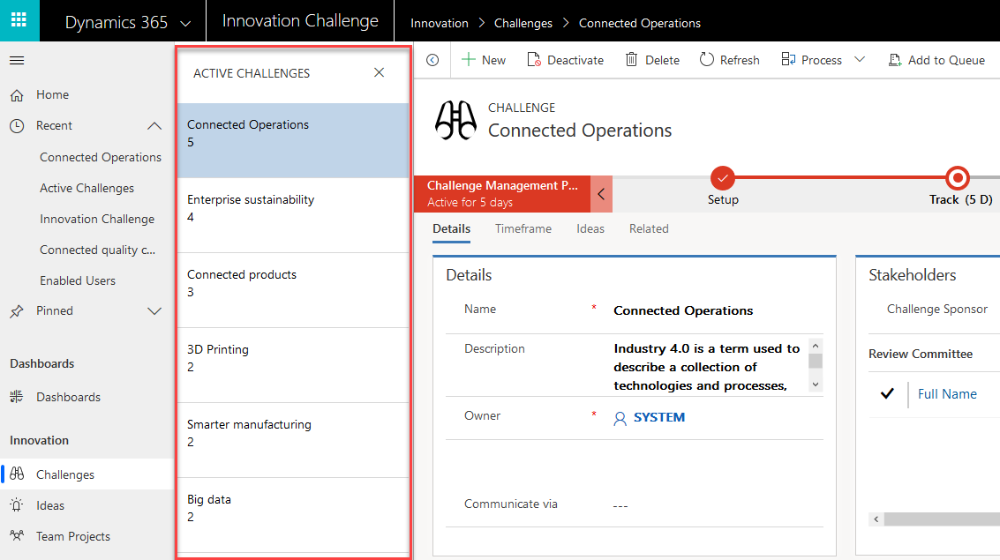 Dynamics 365
Innovation Challenge
Innovation > Challenges > Connected Operations
Home
Recent
Connected Operations
Active Challenges
Innovation Challenge
Connected quality c...
Enabled Users
Pinned
Dashboards
Dashboards
Innovation
Challenges
Ideas
Team Projects
ACTIVE CHALLENGES
Connected Operations
5
Enterprise sustainability
4
Connected products
3
3D Printing
2
Smarter manufacturing
2
Big data
2
New
Deactivate
Delete
Refresh
Process
Add to Queue
CHALLENGE
Connected Operations
Challenge Management P...
Active for 5 days
Setup
Track (5 D)
Details
Timeframe
Ideas
Related
Details
Name * Connected Operations
Description
Industry 4.0 is a term used to
describe a collection of
technologies and processes,
Owner * SYSTEM
Communicate via ---
Stakeholders
Challenge Sponsor
Review Committee
Full Name